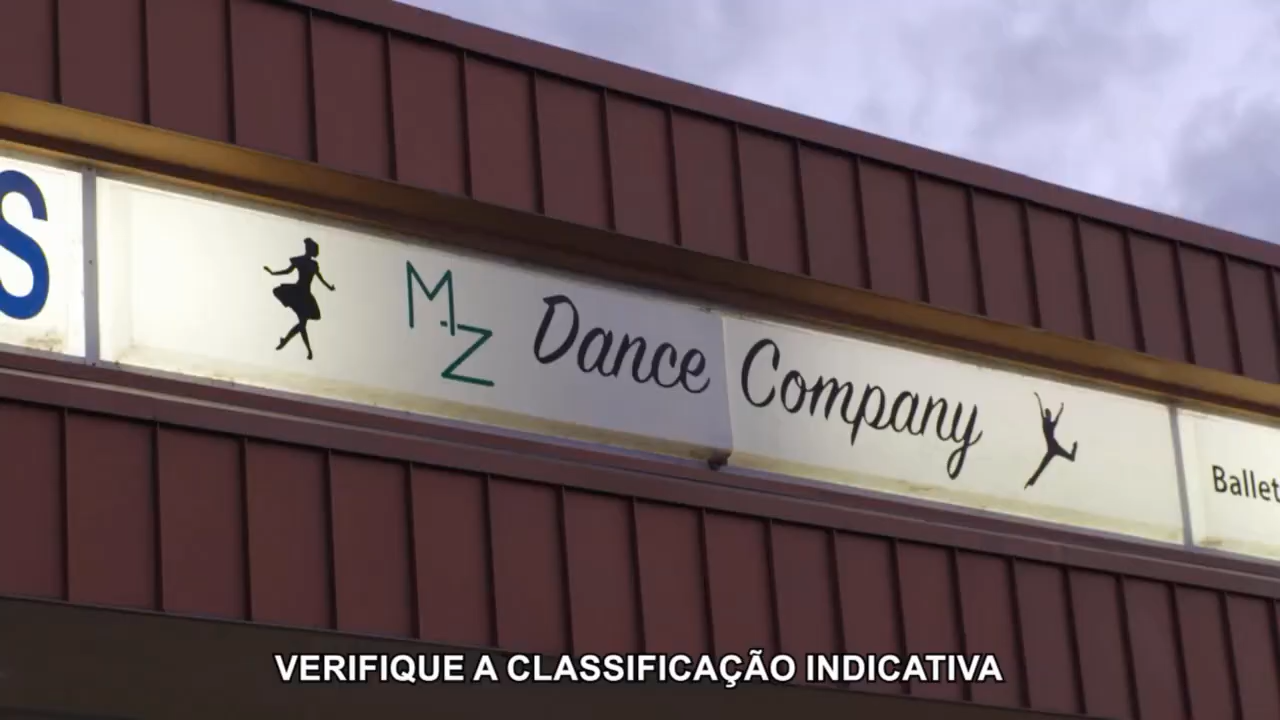 S
M.Z Dance Company
Ballet
VERIFIQUE A CLASSIFICAÇÃO INDICATIVA